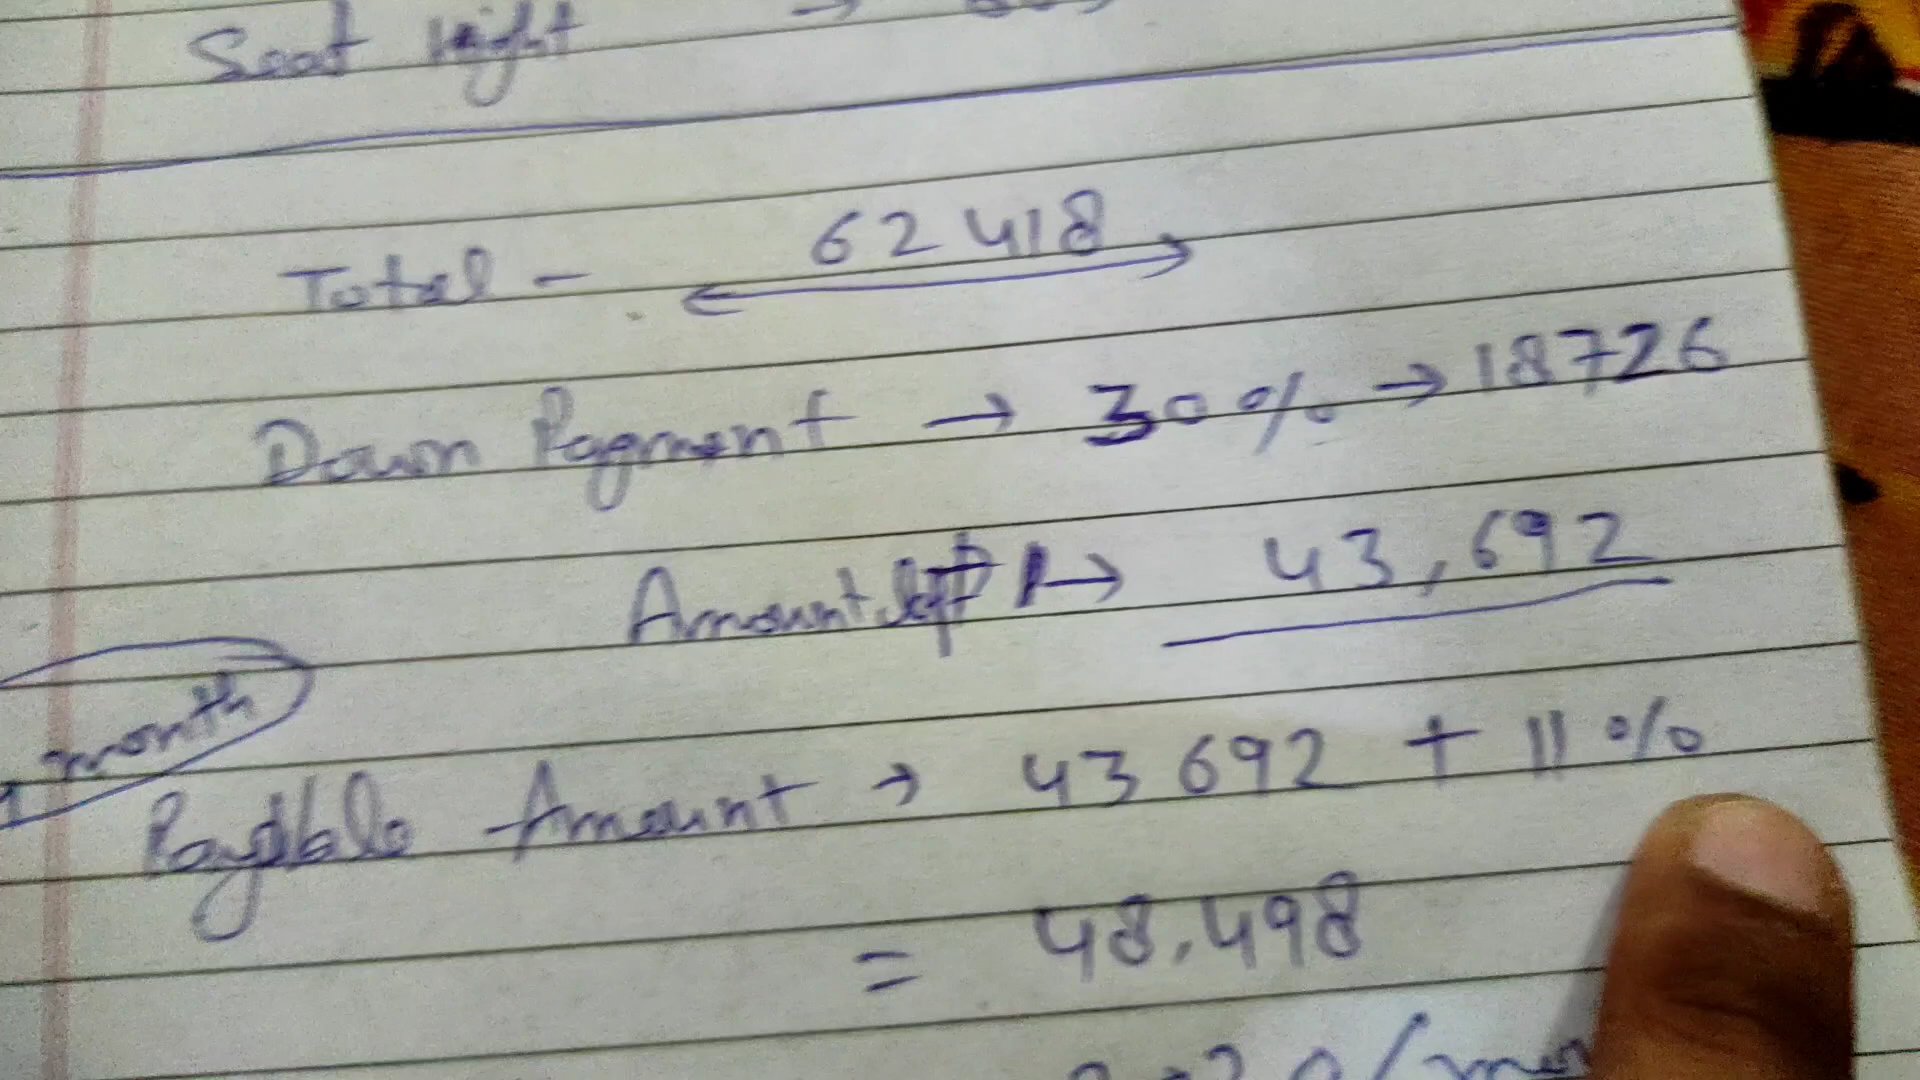 Seat hight →
Total - 62418
Down Payment → 30% → 18726
Amount left → 43,692
month
Payable Amount → 43692 + 11%
= 48,498